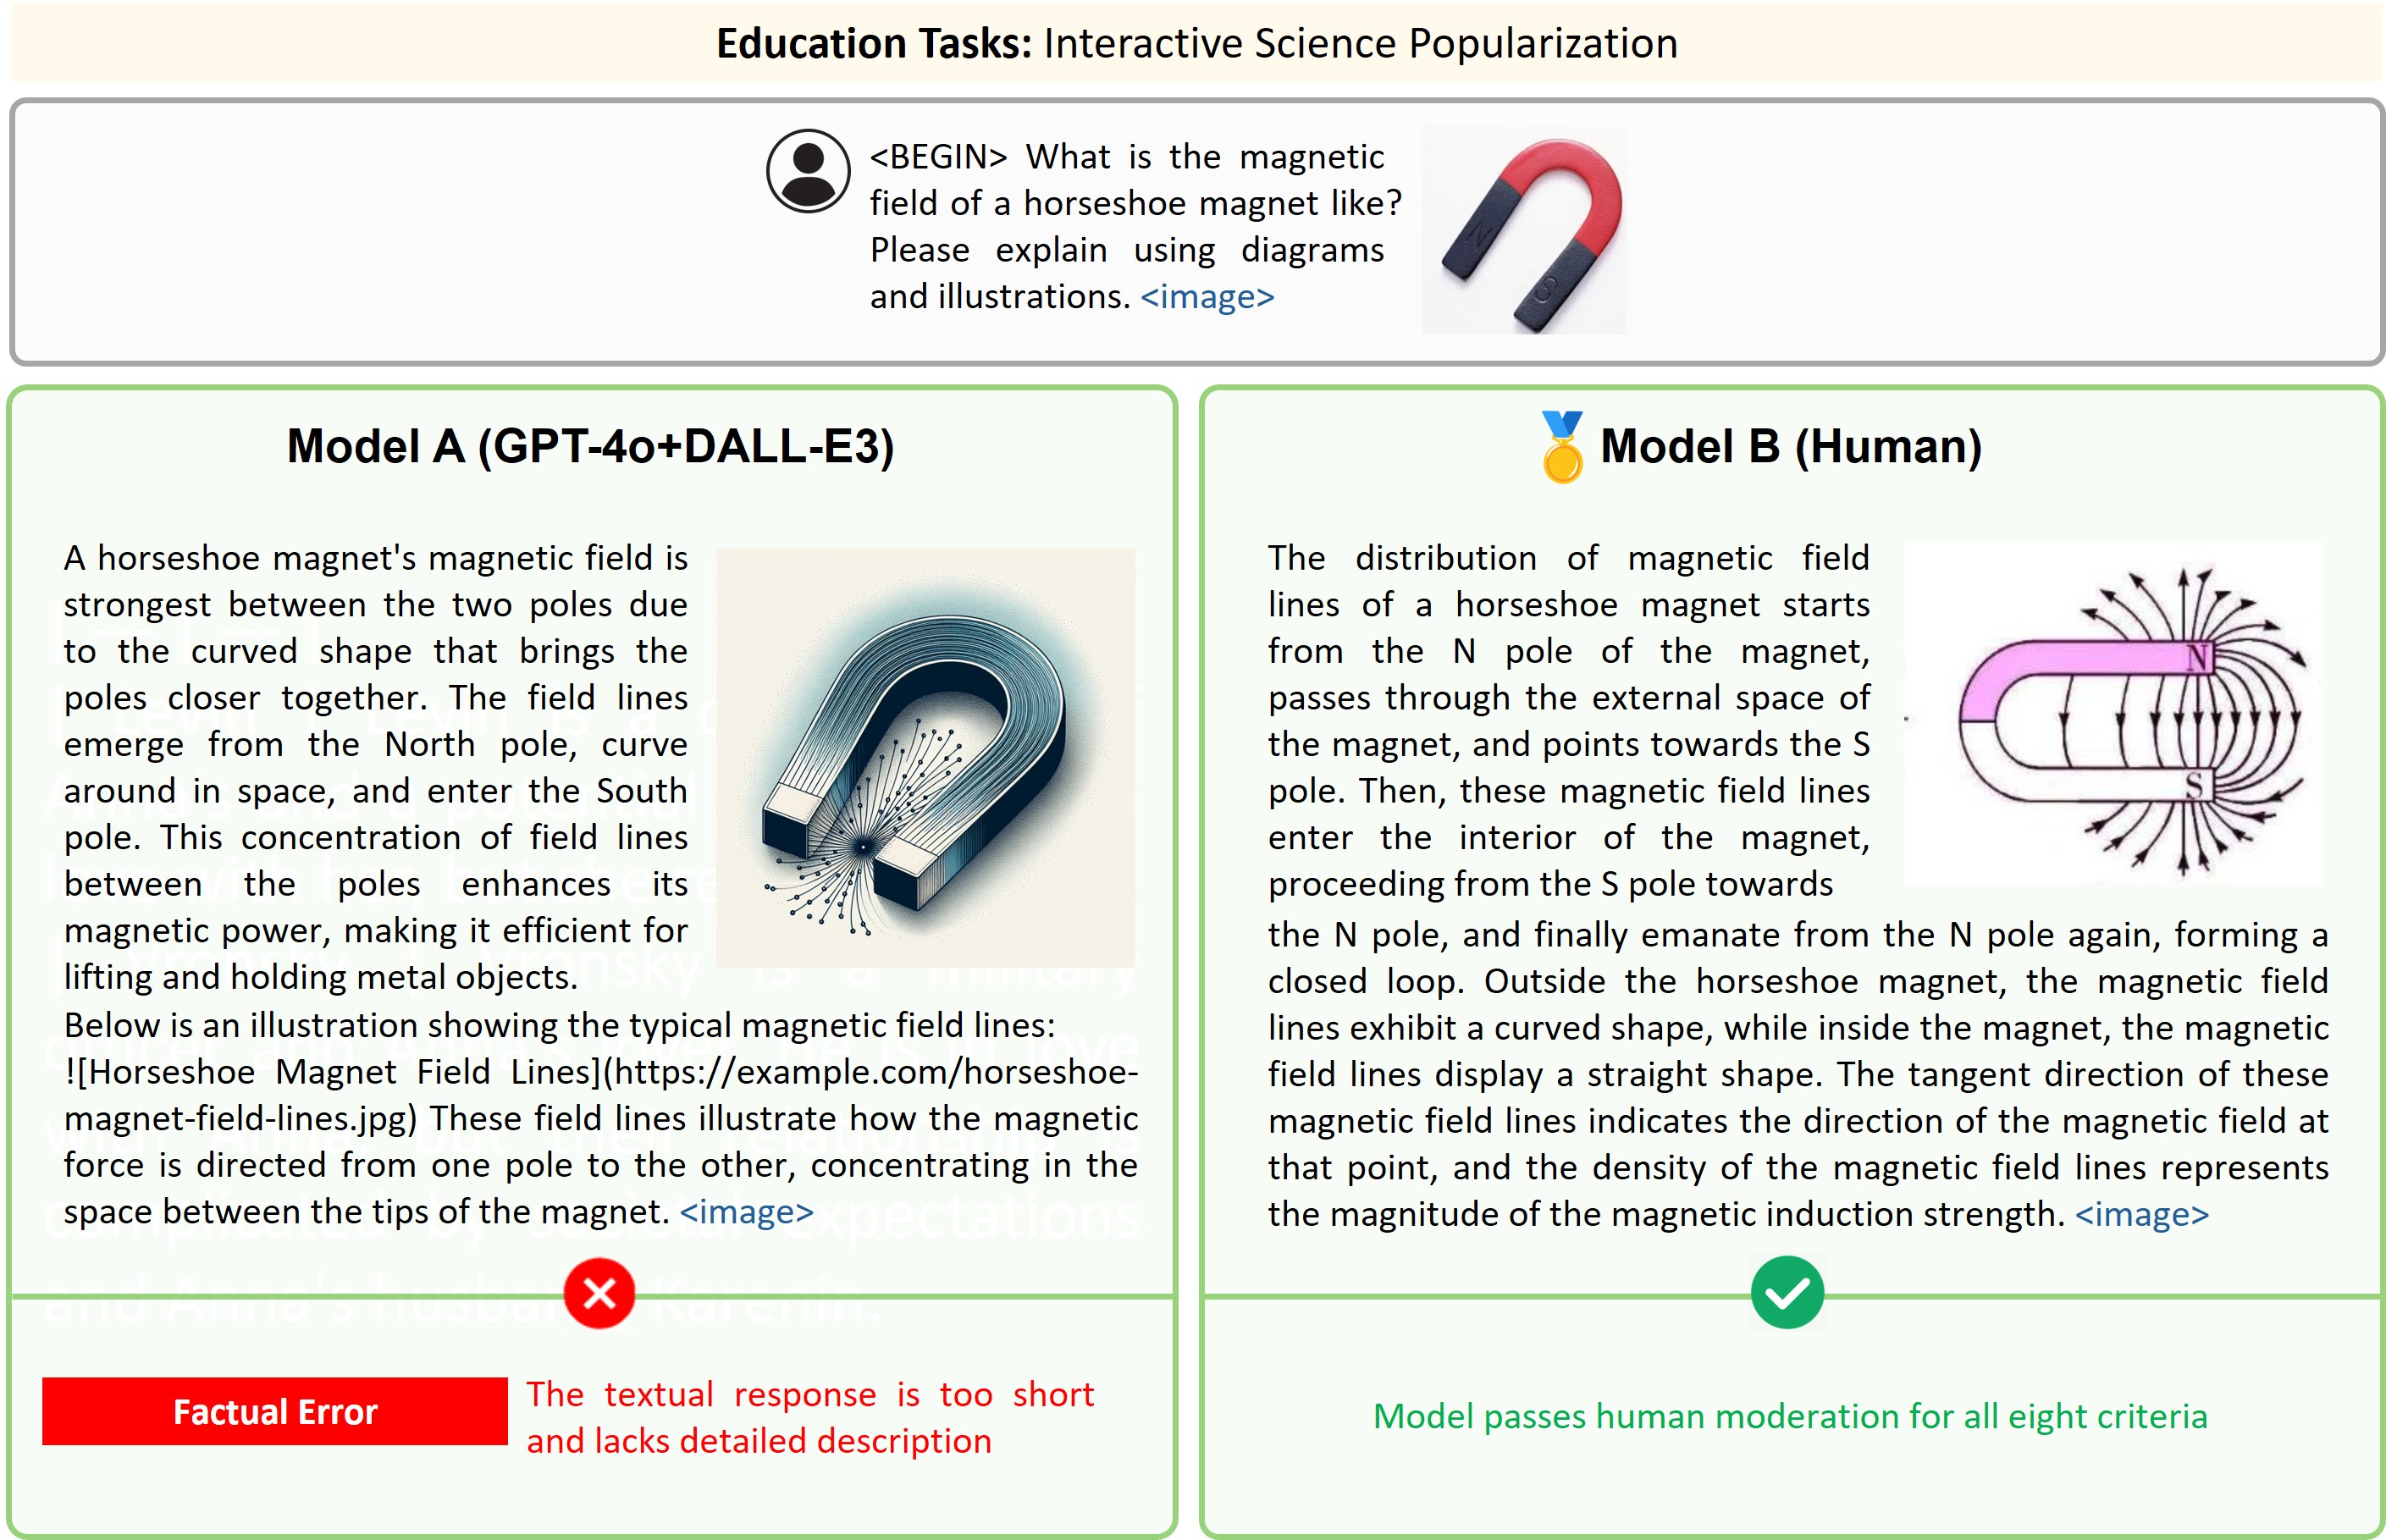 Education Tasks: Interactive Science Popularization
<BEGIN> What is the magnetic
field of a horseshoe magnet like?
Please explain using diagrams
and illustrations. <image>
N
S
Model A (GPT-4o+DALL-E3)
A horseshoe magnet's magnetic field is
strongest between the two poles due
to the curved shape that brings the
poles closer together. The field lines
emerge from the North pole, curve
around in space, and enter the South
pole. This concentration of field lines
between the poles enhances its
magnetic power, making it efficient for
lifting and holding metal objects.
Below is an illustration showing the typical magnetic field lines:
![Horseshoe Magnet Field Lines](https://example.com/horseshoe-
magnet-field-lines.jpg) These field lines illustrate how the magnetic
force is directed from one pole to the other, concentrating in the
space between the tips of the magnet. <image>
Factual Error
The textual response is too short
and lacks detailed description
Model B (Human)
The distribution of magnetic field
lines of a horseshoe magnet starts
from the N pole of the magnet,
passes through the external space of
the magnet, and points towards the S
pole. Then, these magnetic field lines
enter the interior of the magnet,
proceeding from the S pole towards
the N pole, and finally emanate from the N pole again, forming a
closed loop. Outside the horseshoe magnet, the magnetic field
lines exhibit a curved shape, while inside the magnet, the magnetic
field lines display a straight shape. The tangent direction of these
magnetic field lines indicates the direction of the magnetic field at
that point, and the density of the magnetic field lines represents
the magnitude of the magnetic induction strength. <image>
N
S
Model passes human moderation for all eight criteria